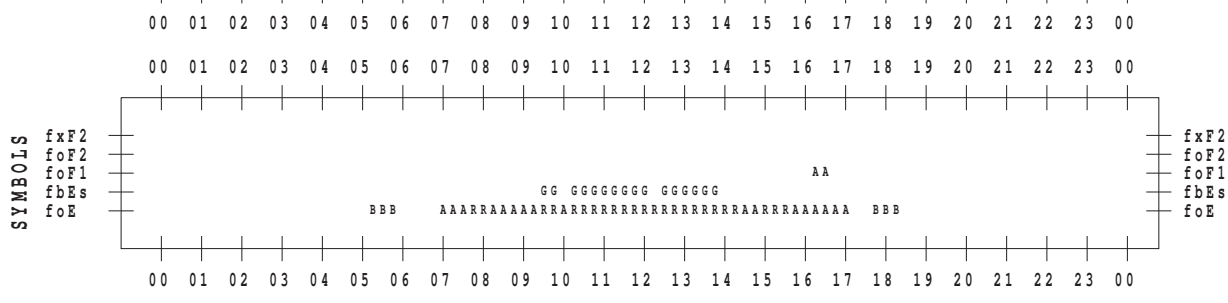 00 01 02 03 04 05 06 07 08 09 10 11 12 13 14 15 16 17 18 19 20 21 22 23 00
00 01 02 03 04 05 06 07 08 09 10 11 12 13 14 15 16 17 18 19 20 21 22 23 00
SYMBOLS
fxF2 fxF2
foF2 foF2
foF1 AA foF1
fbEs GG GGGGGGGG GGGGGG fbEs
foE BBB AAARRAAAAARRARRRRRRRRRRRRRRRRRAARRRAAAAAA BBB foE
00 01 02 03 04 05 06 07 08 09 10 11 12 13 14 15 16 17 18 19 20 21 22 23 00